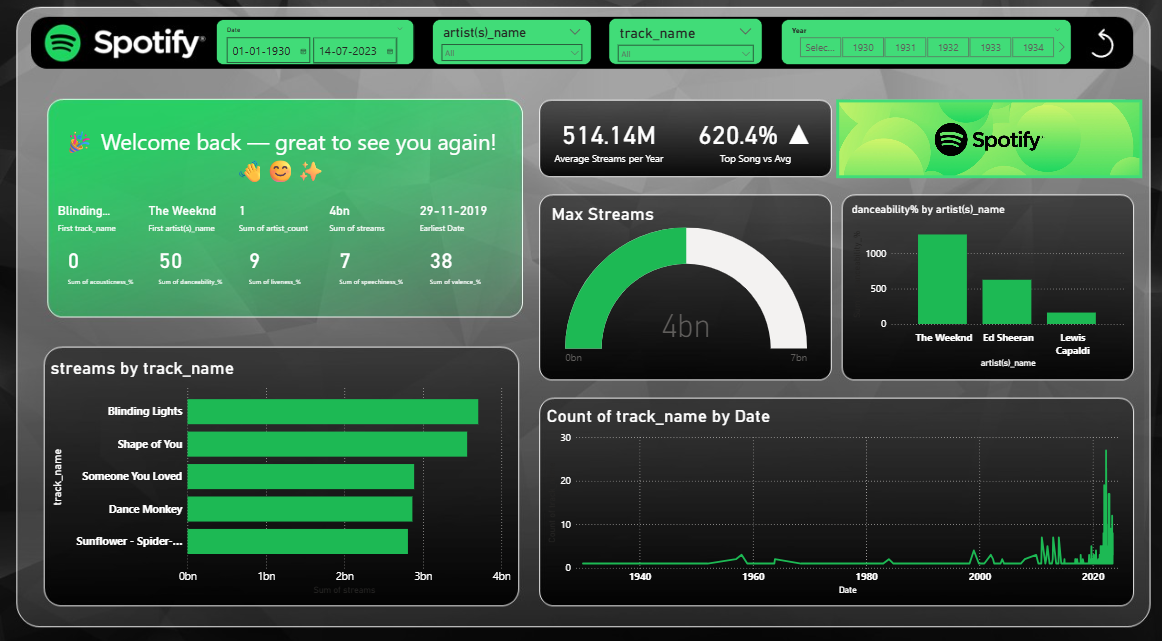 Spotify
Date
01-01-1930
14-07-2023
artist(s)_name
All
track_name
All
Year
Selec...
1930
1931
1932
1933
1934
🎉 Welcome back — great to see you again!
👋 😊 ✨
Blinding...
First track_name
The Weeknd
First artist(s)_name
1
Sum of artist_count
4bn
Sum of streams
29-11-2019
Earliest Date
0
Sum of acousticness_%
50
Sum of danceability_%
9
Sum of liveness_%
7
Sum of speechiness_%
38
Sum of valence_%
514.14M
Average Streams per Year
620.4% ▲
Top Song vs Avg
Spotify
Max Streams
4bn
0bn
7bn
danceability% by artist(s)_name
1000
500
0
The Weeknd
Ed Sheeran
Lewis
Capaldi
artist(s)_name
streams by track_name
track_name
Blinding Lights
Shape of You
Someone You Loved
Dance Monkey
Sunflower - Spider-...
0bn
1bn
2bn
3bn
4bn
Sum of streams
Count of track_name by Date
30
20
10
0
1940
1960
1980
2000
2020
Date